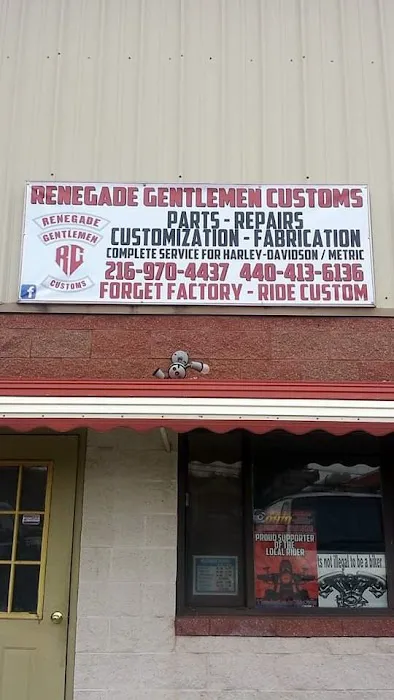 RENEGADE GENTLEMEN CUSTOMS
RENEGADE
GENTLEMEN
RG
CUSTOMS
PARTS - REPAIRS
CUSTOMIZATION - FABRICATION
COMPLETE SERVICE FOR HARLEY-DAVIDSON / METRIC
216-970-4437 440-413-6136
f
FORGET FACTORY - RIDE CUSTOM
PROUD SUPPORTER
OF THE
LOCAL RIDER
ts not illegal to be a biker